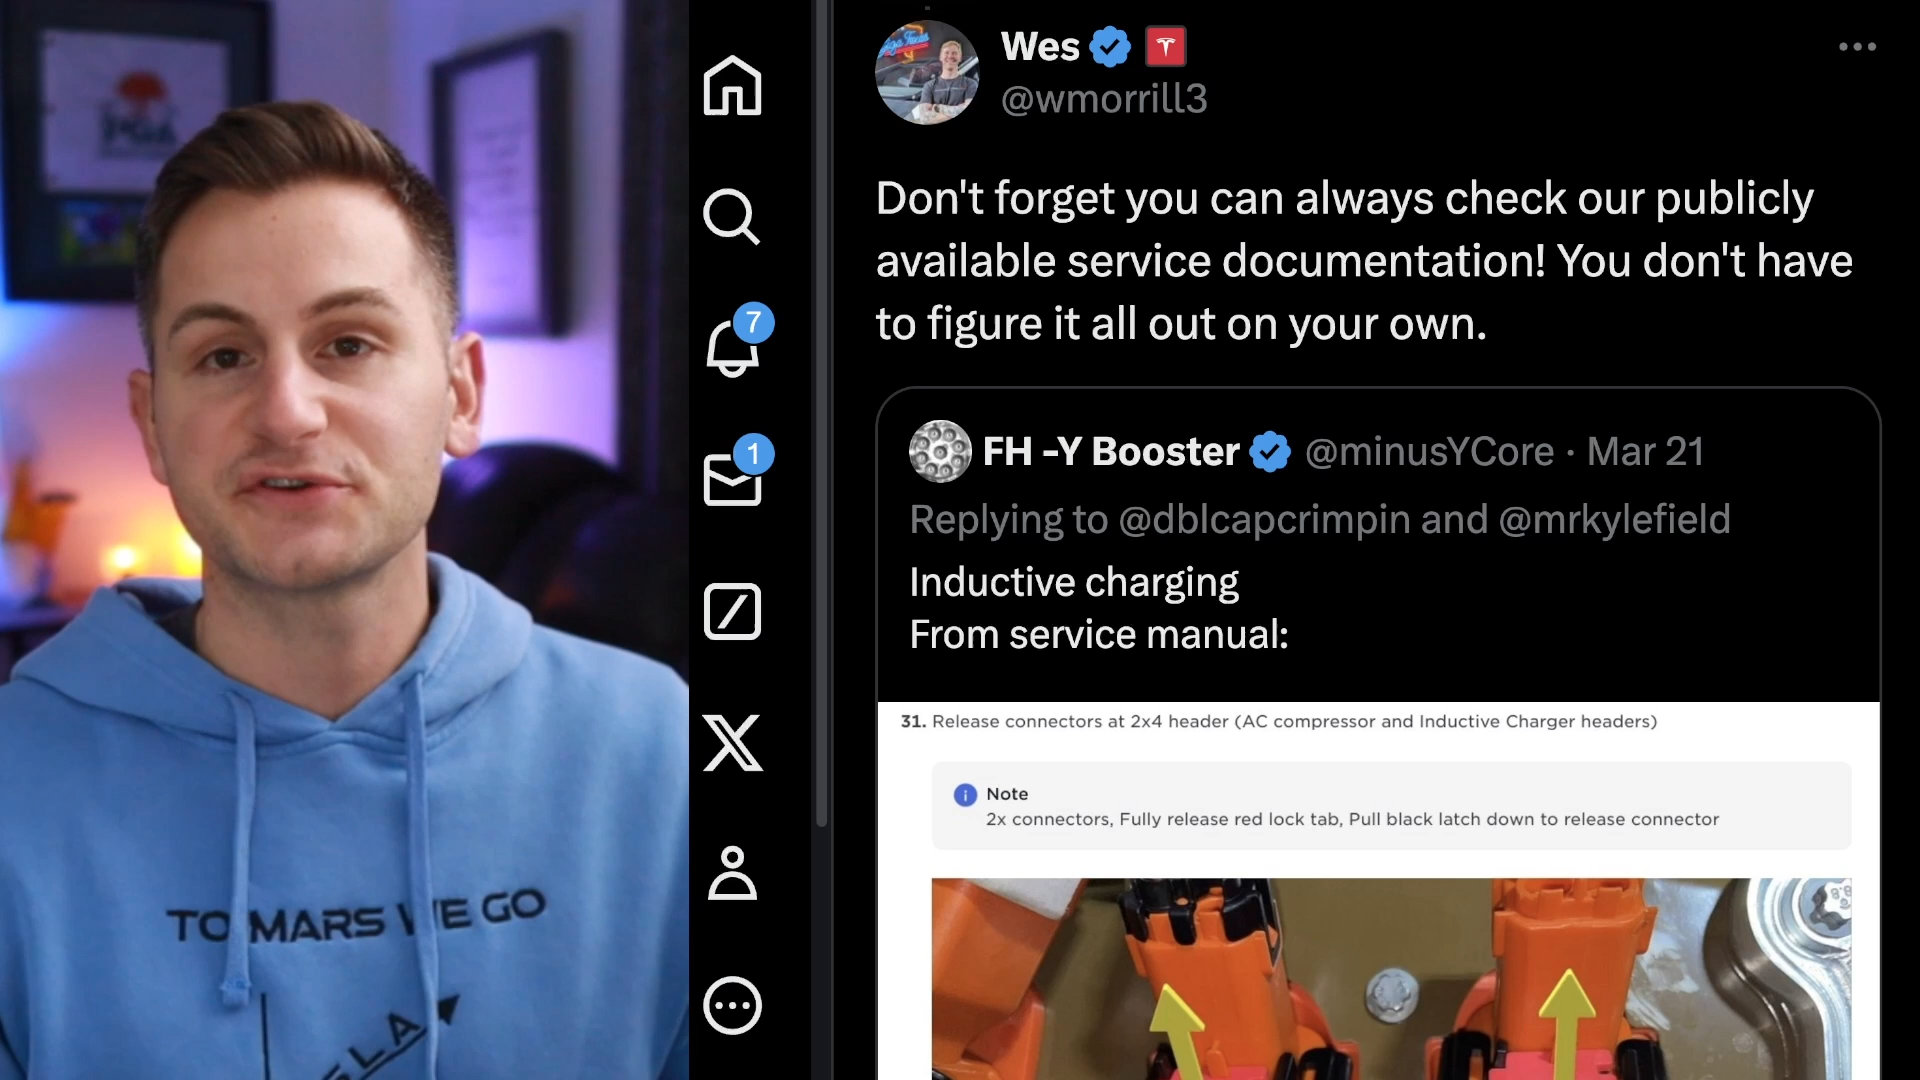 PGA
TO MARS WE GO
7
1
Wes
@wmorrill3
Don't forget you can always check our publicly
available service documentation! You don't have
to figure it all out on your own.
FH -Y Booster @minusYCore · Mar 21
Replying to @dblcapcrimpin and @mrkylefield
Inductive charging
From service manual:
31. Release connectors at 2x4 header (AC compressor and Inductive Charger headers)
Note
2x connectors, Fully release red lock tab, Pull black latch down to release connector